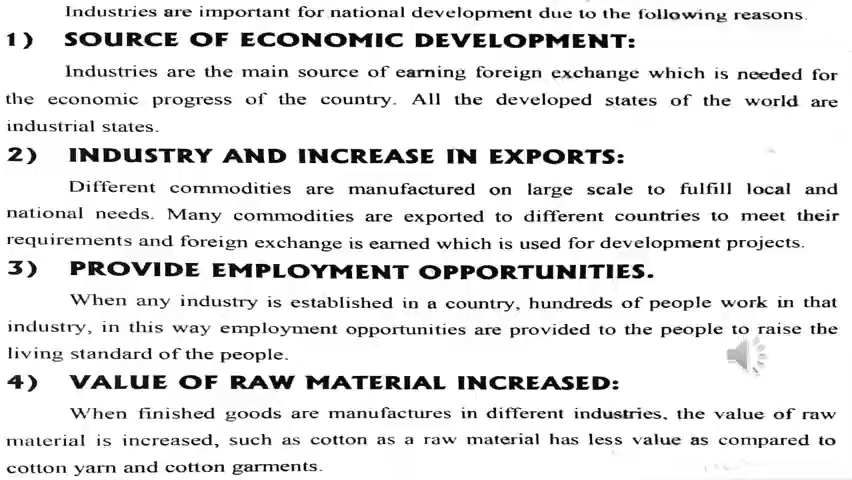 Industries are important for national development due to the following reasons.
1) SOURCE OF ECONOMIC DEVELOPMENT:
Industries are the main source of earning foreign exchange which is needed for
the economic progress of the country. All the developed states of the world are
industrial states.
2) INDUSTRY AND INCREASE IN EXPORTS:
Different commodities are manufactured on large scale to fulfill local and
national needs. Many commodities are exported to different countries to meet their
requirements and foreign exchange is earned which is used for development projects.
3) PROVIDE EMPLOYMENT OPPORTUNITIES.
When any industry is established in a country, hundreds of people work in that
industry, in this way employment opportunities are provided to the people to raise the
living standard of the people.
4) VALUE OF RAW MATERIAL INCREASED:
When finished goods are manufactures in different industries, the value of raw
material is increased, such as cotton as a raw material has less value as compared to
cotton yarn and cotton garments.